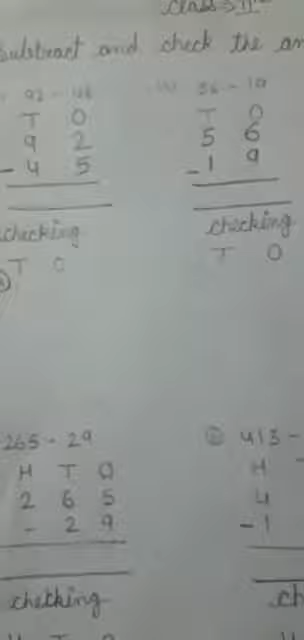 Class II
Subtract and check the an
92 - 45
56 - 19
T O
T O
9 2
5 6
- 4 5
- 1 9
checking
checking
T O
T O
265 - 29
413 -
H T O
H
2 6 5
4
- 2 9
- 1
checking
ch